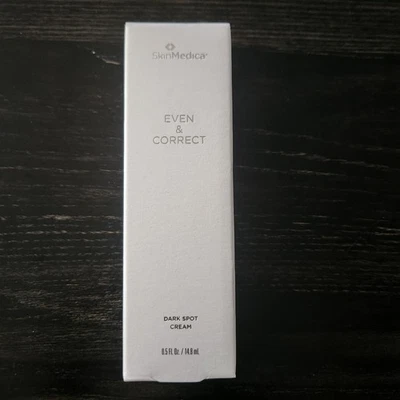 SkinMedica®
EVEN
&
CORRECT
DARK SPOT
CREAM
0.5 FL Oz. / 14.8 mL